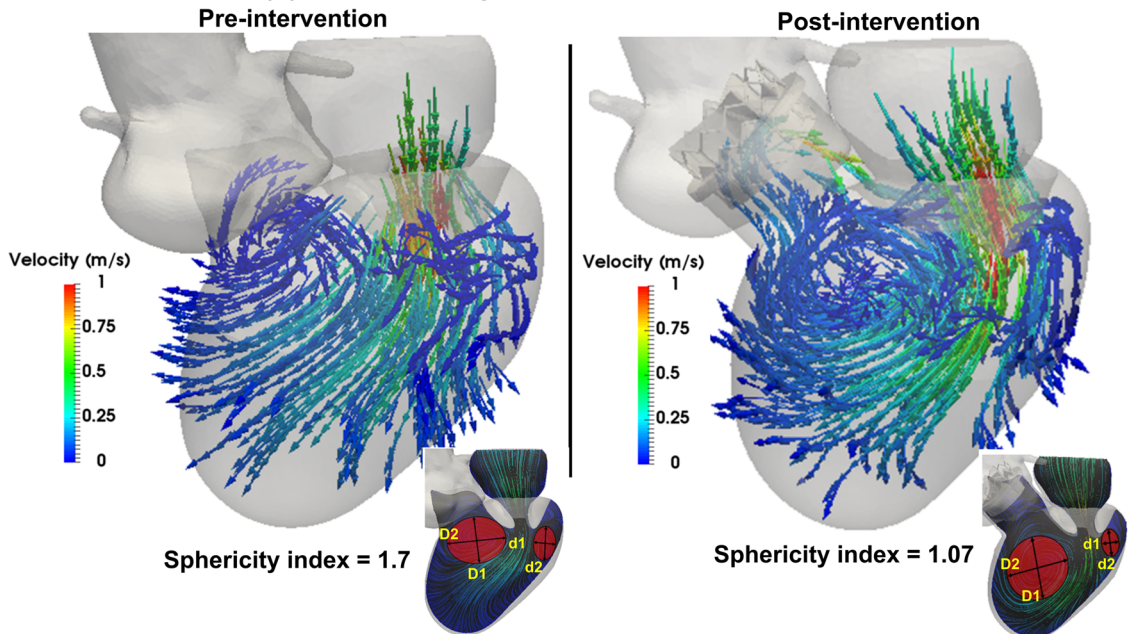 Pre-intervention
Post-intervention
Velocity (m/s)
1
0.75
0.5
0.25
0
Velocity (m/s)
1
0.75
0.5
0.25
0
D2
d1
D1
d2
Sphericity index = 1.7
d1
D2
d2
D1
Sphericity index = 1.07